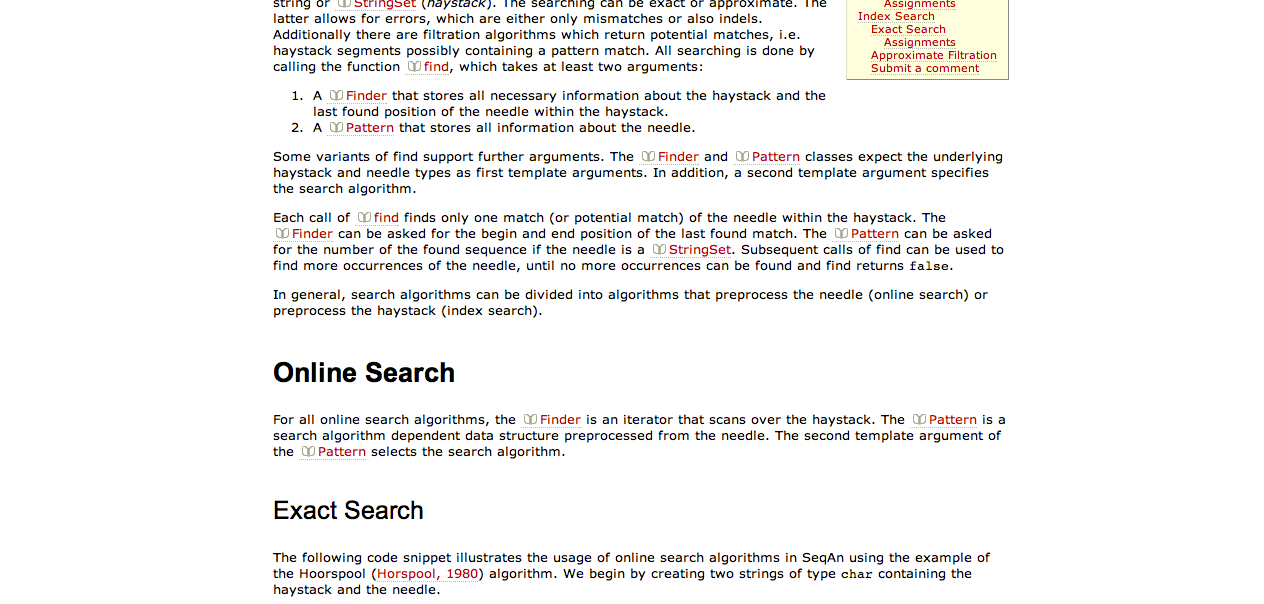 string or StringSet (haystack). The searching can be exact or approximate. The
latter allows for errors, which are either only mismatches or also indels.
Additionally there are filtration algorithms which return potential matches, i.e.
haystack segments possibly containing a pattern match. All searching is done by
calling the function find, which takes at least two arguments:
1. A Finder that stores all necessary information about the haystack and the
last found position of the needle within the haystack.
2. A Pattern that stores all information about the needle.
Assignments
Index Search
Exact Search
Assignments
Approximate Filtration
Submit a comment
Some variants of find support further arguments. The Finder and Pattern classes expect the underlying
haystack and needle types as first template arguments. In addition, a second template argument specifies
the search algorithm.
Each call of find finds only one match (or potential match) of the needle within the haystack. The
Finder can be asked for the begin and end position of the last found match. The Pattern can be asked
for the number of the found sequence if the needle is a StringSet. Subsequent calls of find can be used to
find more occurrences of the needle, until no more occurrences can be found and find returns false.
In general, search algorithms can be divided into algorithms that preprocess the needle (online search) or
preprocess the haystack (index search).
Online Search
For all online search algorithms, the Finder is an iterator that scans over the haystack. The Pattern is a
search algorithm dependent data structure preprocessed from the needle. The second template argument of
the Pattern selects the search algorithm.
Exact Search
The following code snippet illustrates the usage of online search algorithms in SeqAn using the example of
the Hoorspool (Horspool, 1980) algorithm. We begin by creating two strings of type char containing the
haystack and the needle.